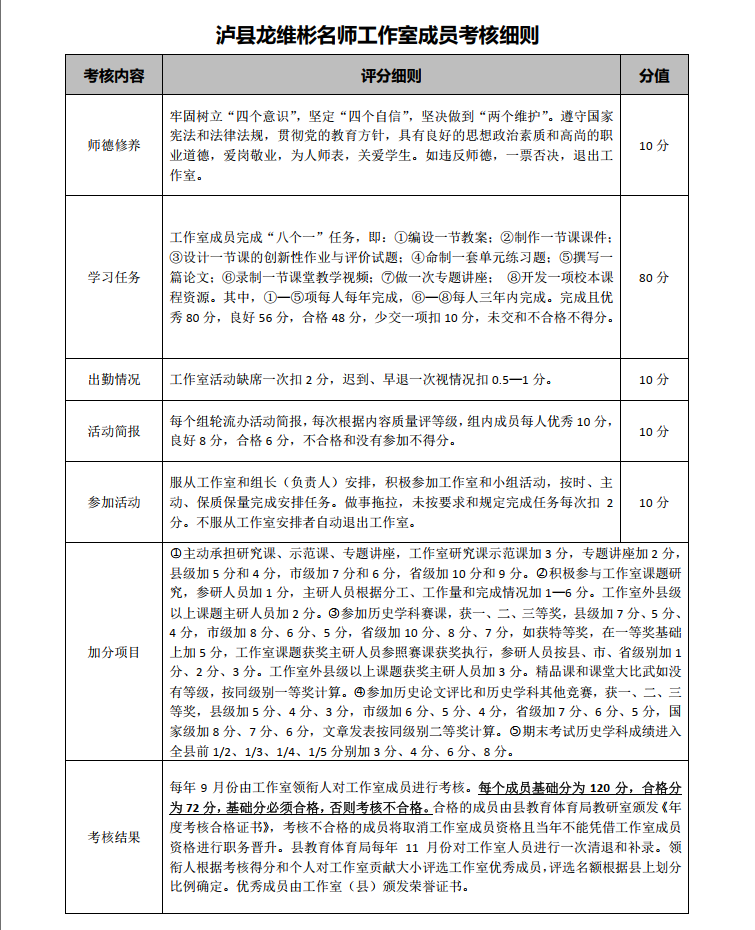 泸县龙维彬名师工作室成员考核细则
考核内容 评分细则 分值
师德修养
牢固树立“四个意识”，坚定“四个自信”，坚决做到“两个维护”。遵守国家
宪法和法律法规，贯彻党的教育方针，具有良好的思想政治素质和高尚的职
业道德，爱岗敬业，为人师表，关爱学生。如违反师德，一票否决，退出工
作室。
10 分
学习任务
工作室成员完成“八个一”任务，即：①编设一节教案；②制作一节课课件；
③设计一节课的创新性作业与评价试题；④命制一套单元练习题；⑤撰写一
篇论文；⑥录制一节课堂教学视频；⑦做一次专题讲座； ⑧开发一项校本课
程资源。其中，①—⑤项每人每年完成，⑥—⑧每人三年内完成。完成且优
秀 80 分，良好 56 分，合格 48 分，少交一项扣 10 分，未交和不合格不得分。
80 分
出勤情况
工作室活动缺席一次扣 2 分，迟到、早退一次视情况扣 0.5—1 分。
10 分
活动简报
每个组轮流办活动简报，每次根据内容质量评等级，组内成员每人优秀 10 分，
良好 8 分，合格 6 分，不合格和没有参加不得分。
10 分
参加活动
服从工作室和组长（负责人）安排，积极参加工作室和小组活动，按时、主
动、保质保量完成安排任务。做事拖拉，未按要求和规定完成任务每次扣 2
分。不服从工作室安排者自动退出工作室。
10 分
加分项目
①主动承担研究课、示范课、专题讲座，工作室研究课示范课加 3 分，专题讲座加 2 分，
县级加 5 分和 4 分，市级加 7 分和 6 分，省级加 10 分和 9 分。②积极参与工作室课题研
究，参研人员加 1 分，主研人员根据分工、工作量和完成情况加 1—6 分。工作室外县级
以上课题主研人员加 2 分。③参加历史学科赛课，获一、二、三等奖，县级加 7 分、5 分、
4 分，市级加 8 分、6 分、5 分，省级加 10 分、8 分、7 分，如获特等奖，在一等奖基础
上加 5 分，工作室课题获奖主研人员参照赛课获奖执行，参研人员按县、市、省级别加 1
分、2 分、3 分。工作室外县级以上课题获奖主研人员加 3 分。精品课和课堂大比武如没
有等级，按同级别一等奖计算。④参加历史论文评比和历史学科其他竞赛，获一、二、三
等奖，县级加 5 分、4 分、3 分，市级加 6 分、5 分、4 分，省级加 7 分、6 分、5 分，国
家级加 8 分、7 分、6 分，文章发表按同级别二等奖计算。⑤期末考试历史学科成绩进入
全县前 1/2、1/3、1/4、1/5 分别加 3 分、4 分、6 分、8 分。
考核结果
每年 9 月份由工作室领衔人对工作室成员进行考核。每个成员基础分为 120 分，合格分
为 72 分，基础分必须合格，否则考核不合格。合格的成员由县教育体育局教研室颁发《年
度考核合格证书》，考核不合格的成员将取消工作室成员资格且当年不能凭借工作室成员
资格进行职务晋升。县教育体育局每年 11 月份对工作室人员进行一次清退和补录。领
衔人根据考核得分和个人对工作室贡献大小评选工作室优秀成员，评选名额根据县上划分
比例确定。优秀成员由工作室（县）颁发荣誉证书。